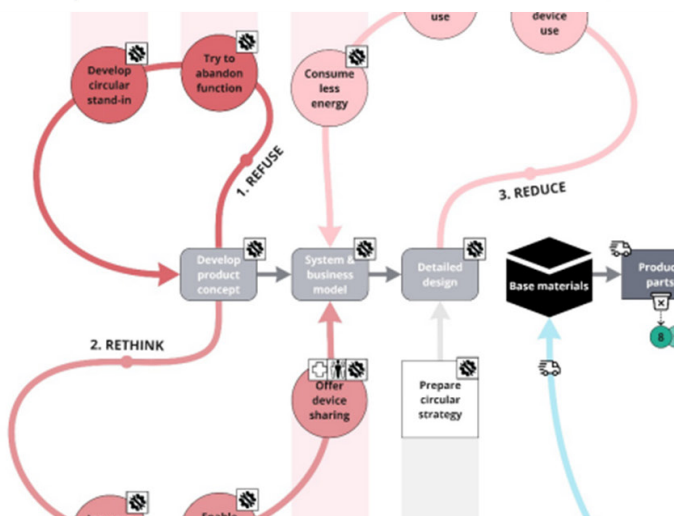 use
device
use
Develop
circular
stand-in
Try to
abandon
function
Consume
less
energy
1. REFUSE
3. REDUCE
Develop
product
concept
System &
business
model
Detailed
design
Base materials
parts
8
2. RETHINK
Offer
device
sharing
Prepare
circular
strategy
Enable